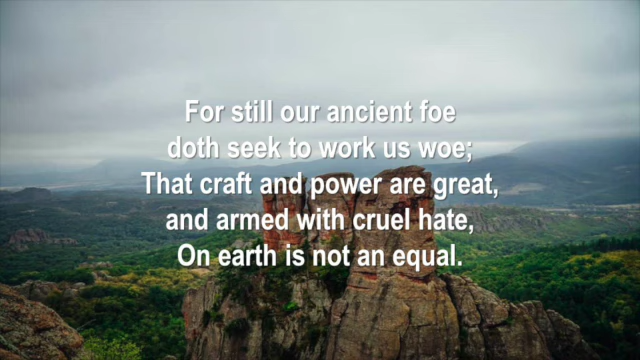 For still our ancient foe
doth seek to work us woe;
That craft and power are great,
and armed with cruel hate,
On earth is not an equal.